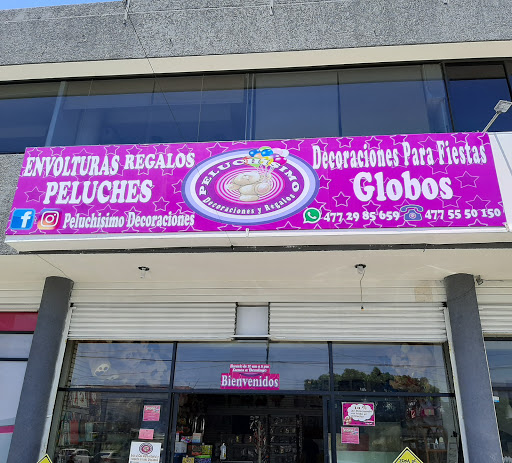 ENVOLTURAS REGALOS
PELUCHES
Peluchísimo Decoraciones
PELUCHISIMO
Decoraciones y Regalos
Decoraciones Para Fiestas
Globos
477 29 85 659 477 55 50 150
Bienvenidos